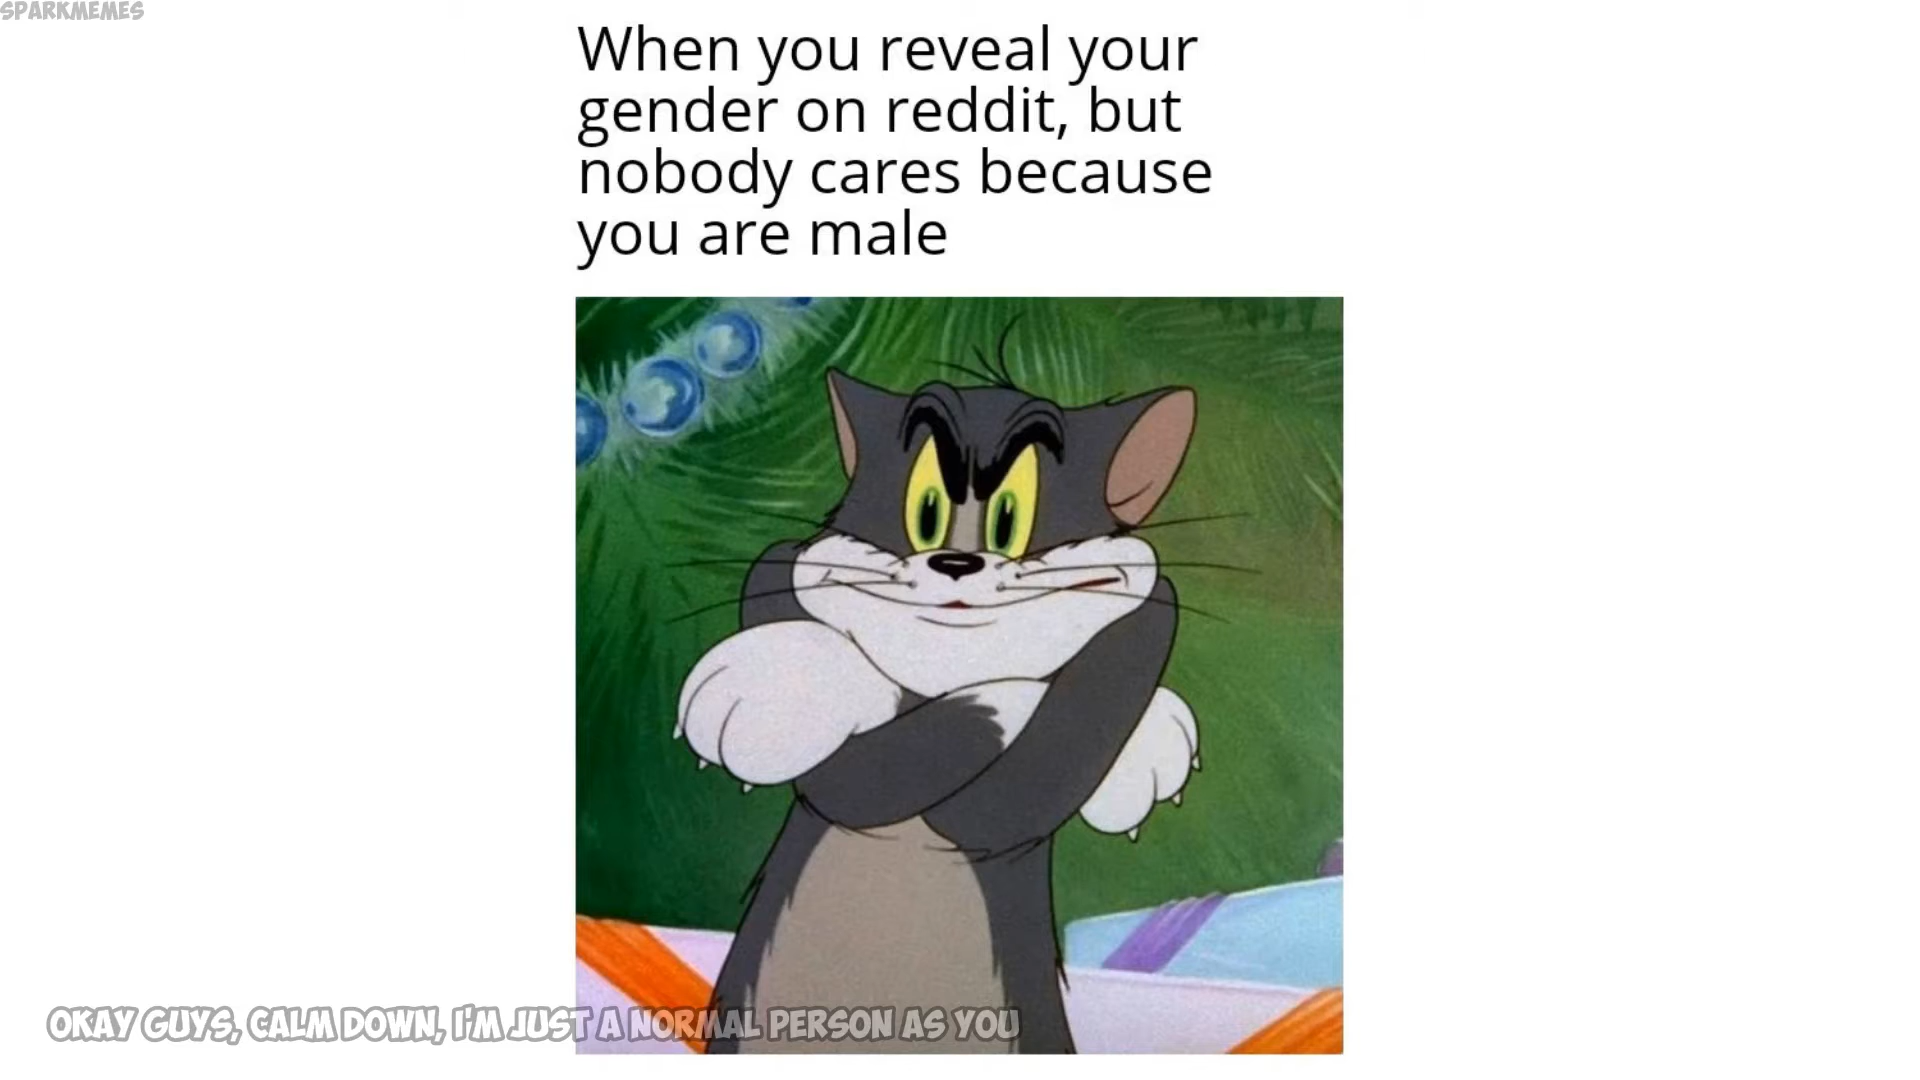 SPARKMEMES
When you reveal your
gender on reddit, but
nobody cares because
you are male
OKAY GUYS, CALM DOWN, I'M JUST A NORMAL PERSON AS YOU